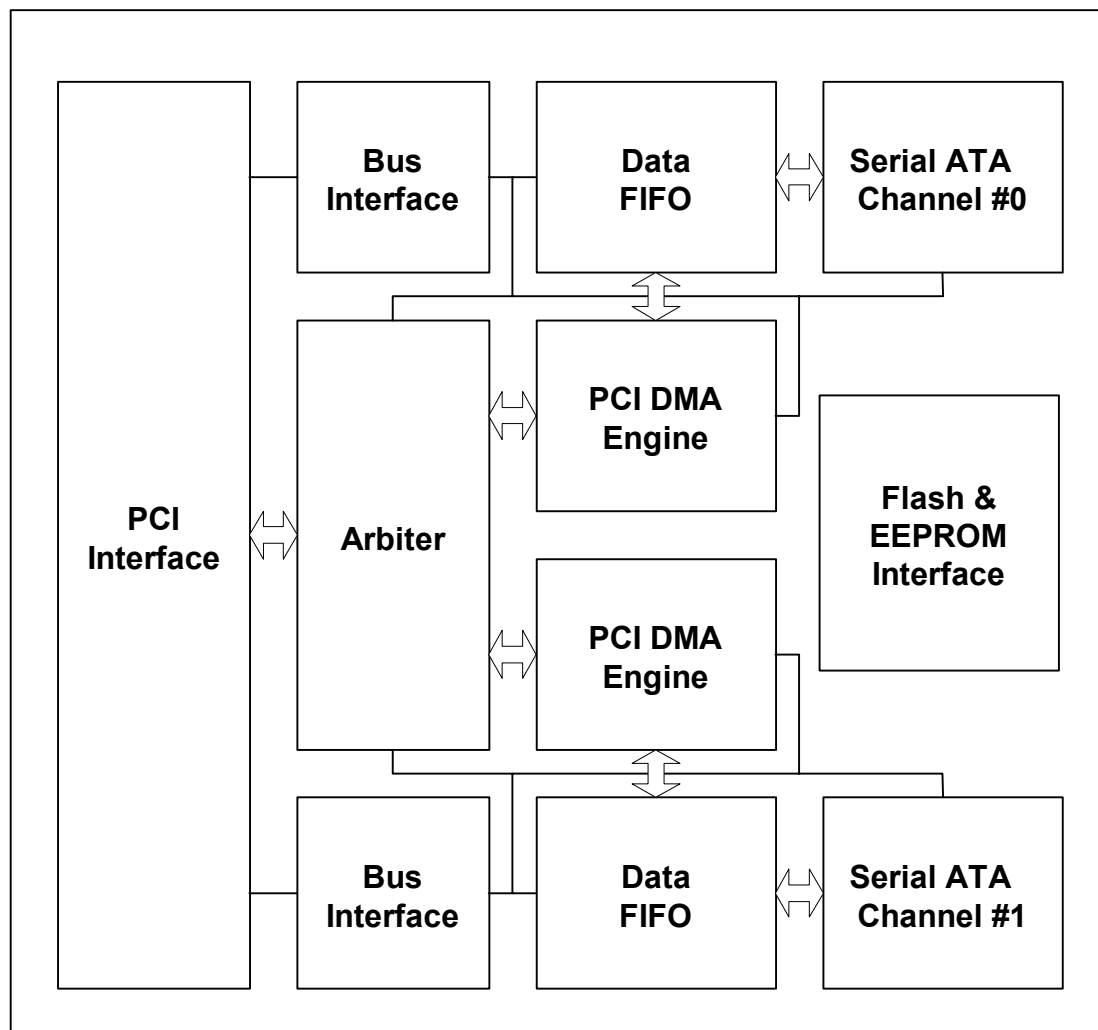 Bus
Interface
Data
FIFO
Serial ATA
Channel #0
PCI
Interface
Arbiter
PCI DMA
Engine
Flash &
EEPROM
Interface
PCI DMA
Engine
Bus
Interface
Data
FIFO
Serial ATA
Channel #1